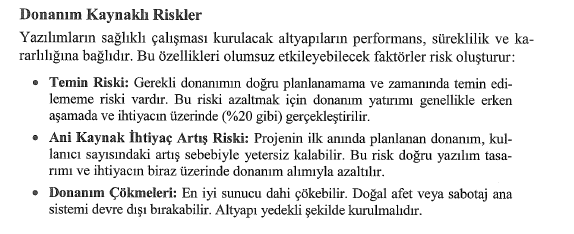 Donanım Kaynaklı Riskler
Yazılımların sağlıklı çalışması kurulacak altyapıların performans, süreklilik ve ka-
rarlılığına bağlıdır. Bu özellikleri olumsuz etkileyebilecek faktörler risk oluşturur:
• Temin Riski: Gerekli donanımın doğru planlanamama ve zamanında temin edi-
lememe riski vardır. Bu riski azaltmak için donanım yatırımı genellikle erken
aşamada ve ihtiyacın üzerinde (%20 gibi) gerçekleştirilir.
• Ani Kaynak İhtiyaç Artış Riski: Projenin ilk anında planlanan donanım, kul-
lanıcı sayısındaki artış sebebiyle yetersiz kalabilir. Bu risk doğru yazılım tasa-
rımı ve ihtiyacın biraz üzerinde donanım alımıyla azaltılır.
• Donanım Çökmeleri: En iyi sunucu dahi çökebilir. Doğal afet veya sabotaj ana
sistemi devre dışı bırakabilir. Altyapı yedekli şekilde kurulmalıdır.